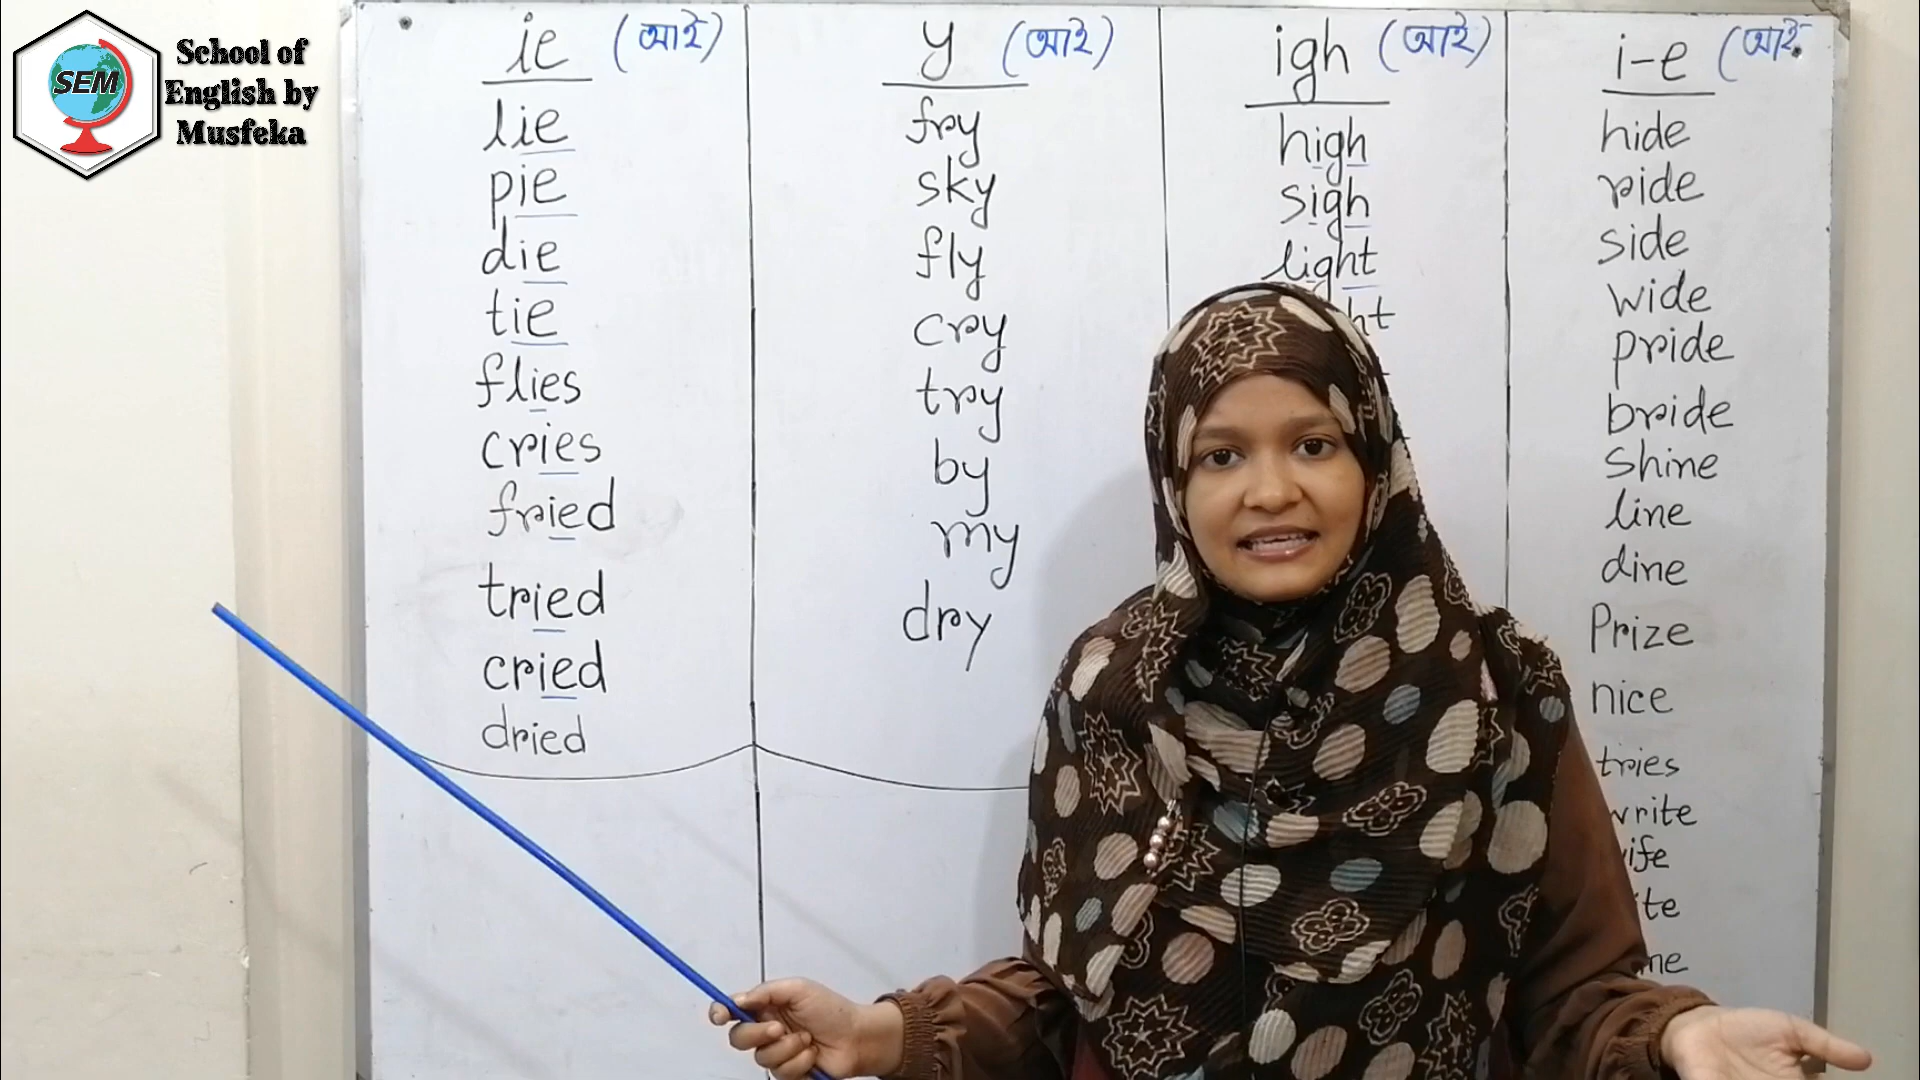 School of
English by
Musfeka
SEM
ie (আই)
lie
pie
die
tie
flies
cries
fried
tried
cried
dried
y (আই)
fry
sky
fly
cry
try
by
my
dry
igh (আই)
high
sigh
light
i-e (আই
hide
ride
side
wide
pride
bride
shine
line
dine
Prize
nice
tries
write